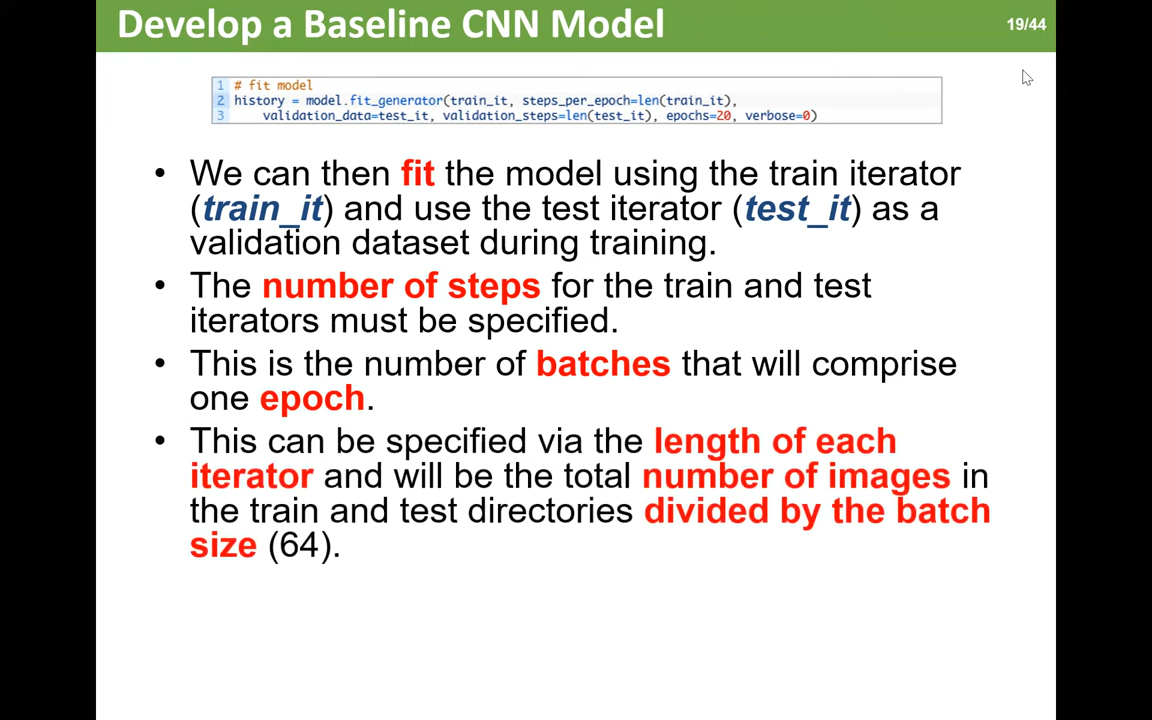 Develop a Baseline CNN Model
19/44
1 # fit model
2 history = model.fit_generator(train_it, steps_per_epoch=len(train_it),
3 validation_data=test_it, validation_steps=len(test_it), epochs=20, verbose=0)
• We can then fit the model using the train iterator
(train_it) and use the test iterator (test_it) as a
validation dataset during training.
• The number of steps for the train and test
iterators must be specified.
• This is the number of batches that will comprise
one epoch.
• This can be specified via the length of each
iterator and will be the total number of images in
the train and test directories divided by the batch
size (64).